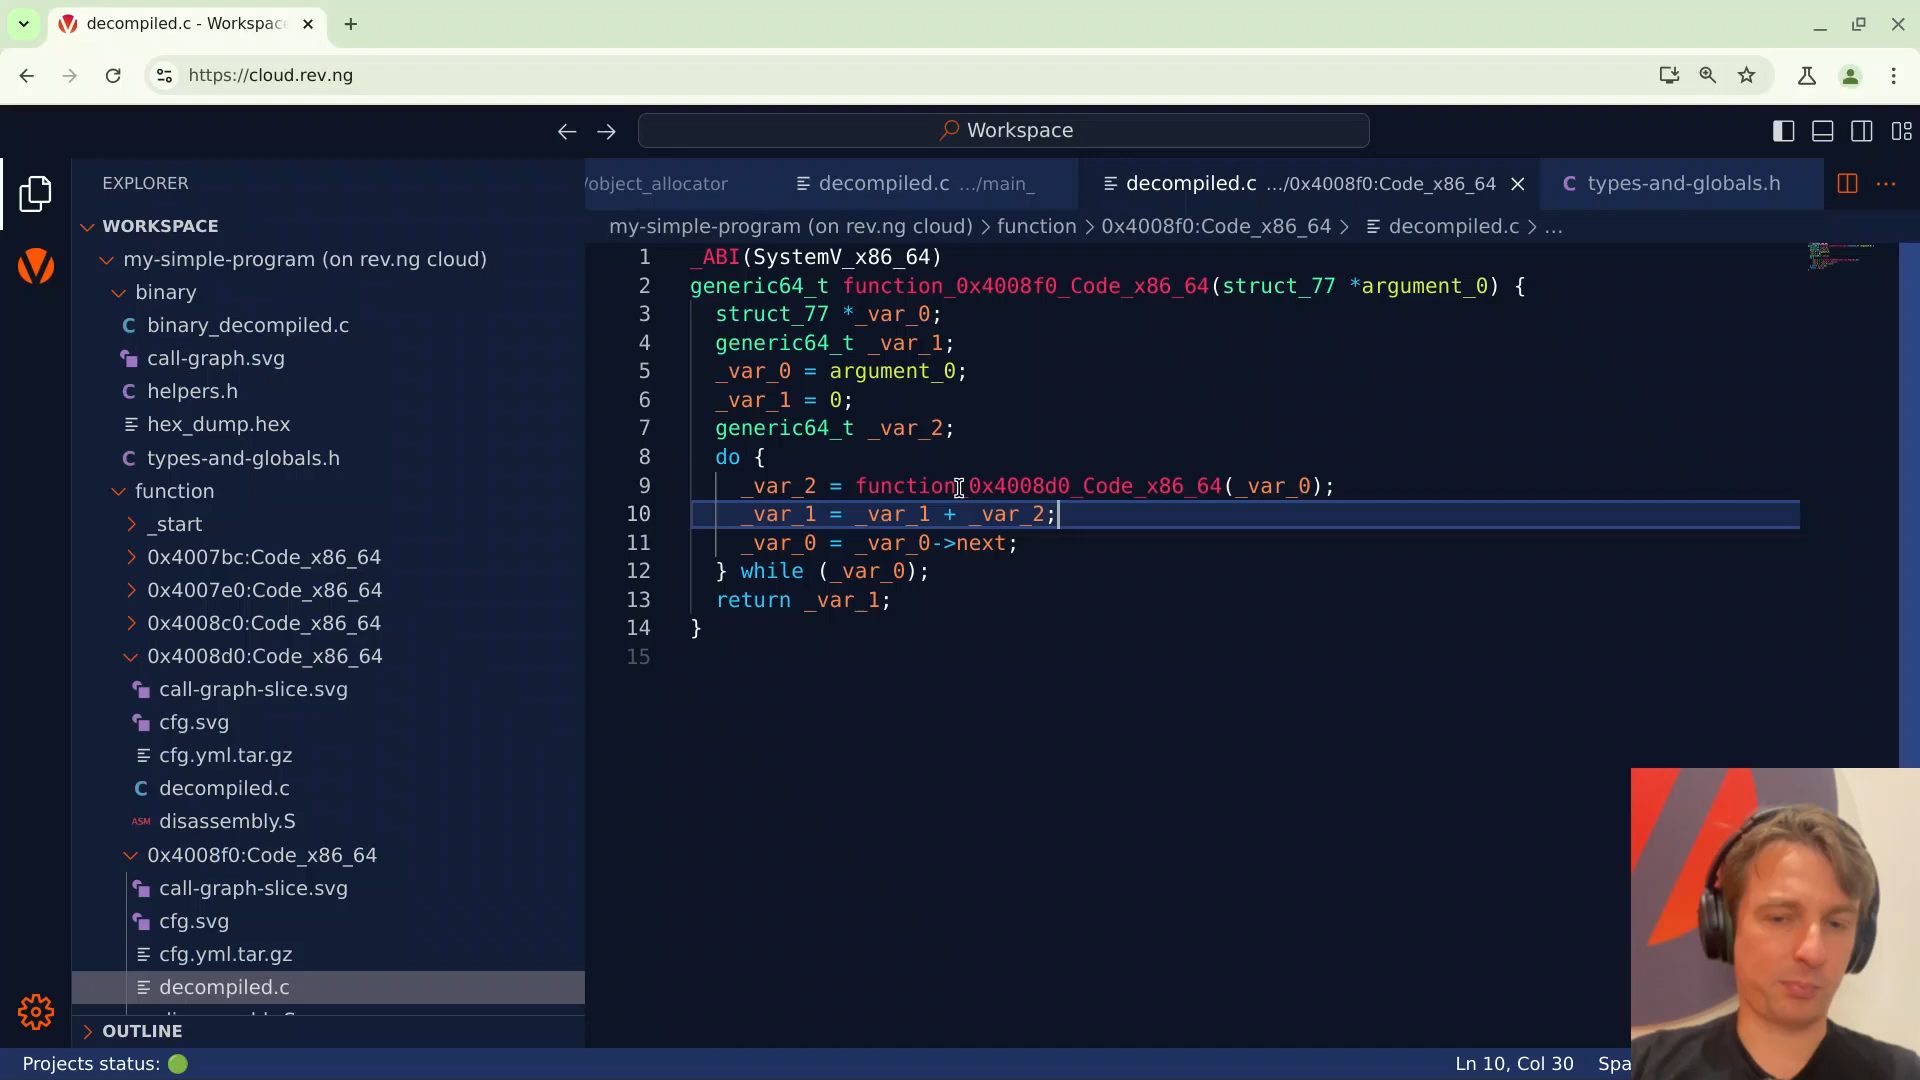 decompiled.c - Workspac
https://cloud.rev.ng
Workspace
EXPLORER
WORKSPACE
my-simple-program (on rev.ng cloud)
binary
binary_decompiled.c
call-graph.svg
helpers.h
hex_dump.hex
types-and-globals.h
function
_start
0x4007bc:Code_x86_64
0x4007e0:Code_x86_64
0x4008c0:Code_x86_64
0x4008d0:Code_x86_64
call-graph-slice.svg
cfg.svg
cfg.yml.tar.gz
decompiled.c
disassembly.S
0x4008f0:Code_x86_64
call-graph-slice.svg
cfg.svg
cfg.yml.tar.gz
decompiled.c
OUTLINE
/object_allocator decompiled.c .../main_ decompiled.c .../0x4008f0:Code_x86_64 types-and-globals.h
my-simple-program (on rev.ng cloud) > function > 0x4008f0:Code_x86_64 > decompiled.c > ...
1 _ABI(SystemV_x86_64)
2 generic64_t function_0x4008f0_Code_x86_64(struct_77 *argument_0) {
3 struct_77 *_var_0;
4 generic64_t _var_1;
5 _var_0 = argument_0;
6 _var_1 = 0;
7 generic64_t _var_2;
8 do {
9 _var_2 = function_0x4008d0_Code_x86_64(_var_0);
10 _var_1 = _var_1 + _var_2;
11 _var_0 = _var_0->next;
12 } while (_var_0);
13 return _var_1;
14 }
15
Projects status:
Ln 10, Col 30 Spa